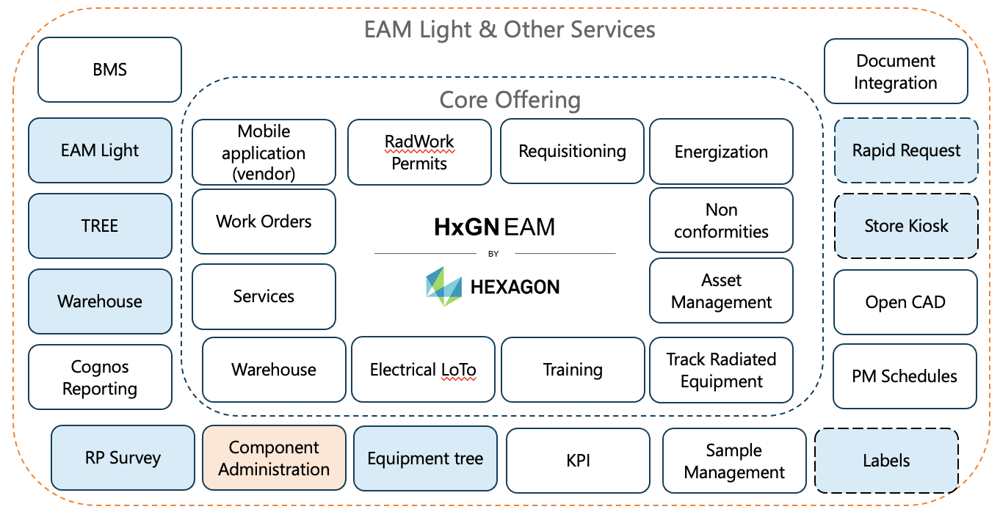 EAM Light & Other Services
BMS
Document
Integration
Core Offering
EAM Light
Mobile
application
(vendor)
RadWork
Permits
Requisitioning
Energization
Rapid Request
TREE
Work Orders
HxGN EAM
BY
HEXAGON
Non
conformities
Store Kiosk
Warehouse
Services
Asset
Management
Open CAD
Cognos
Reporting
Warehouse
Electrical LoTo
Training
Track Radiated
Equipment
PM Schedules
RP Survey
Component
Administration
Equipment tree
KPI
Sample
Management
Labels